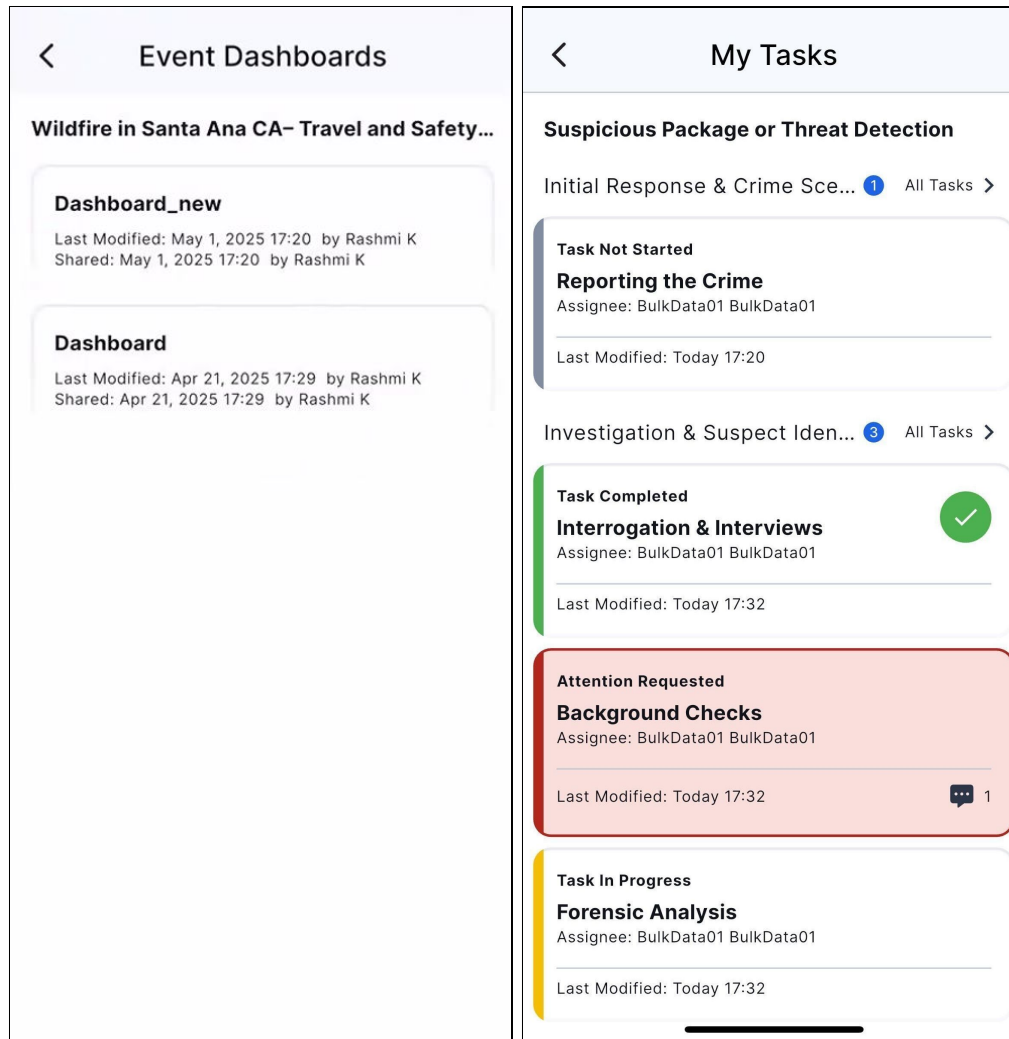 Event Dashboards
Wildfire in Santa Ana CA– Travel and Safety...
Dashboard_new
Last Modified: May 1, 2025 17:20 by Rashmi K
Shared: May 1, 2025 17:20 by Rashmi K
Dashboard
Last Modified: Apr 21, 2025 17:29 by Rashmi K
Shared: Apr 21, 2025 17:29 by Rashmi K
My Tasks
Suspicious Package or Threat Detection
Initial Response & Crime Sce... 1 All Tasks
Task Not Started
Reporting the Crime
Assignee: BulkData01 BulkData01
Last Modified: Today 17:20
Investigation & Suspect Iden... 3 All Tasks
Task Completed
Interrogation & Interviews
Assignee: BulkData01 BulkData01
Last Modified: Today 17:32
Attention Requested
Background Checks
Assignee: BulkData01 BulkData01
Last Modified: Today 17:32 1
Task In Progress
Forensic Analysis
Assignee: BulkData01 BulkData01
Last Modified: Today 17:32